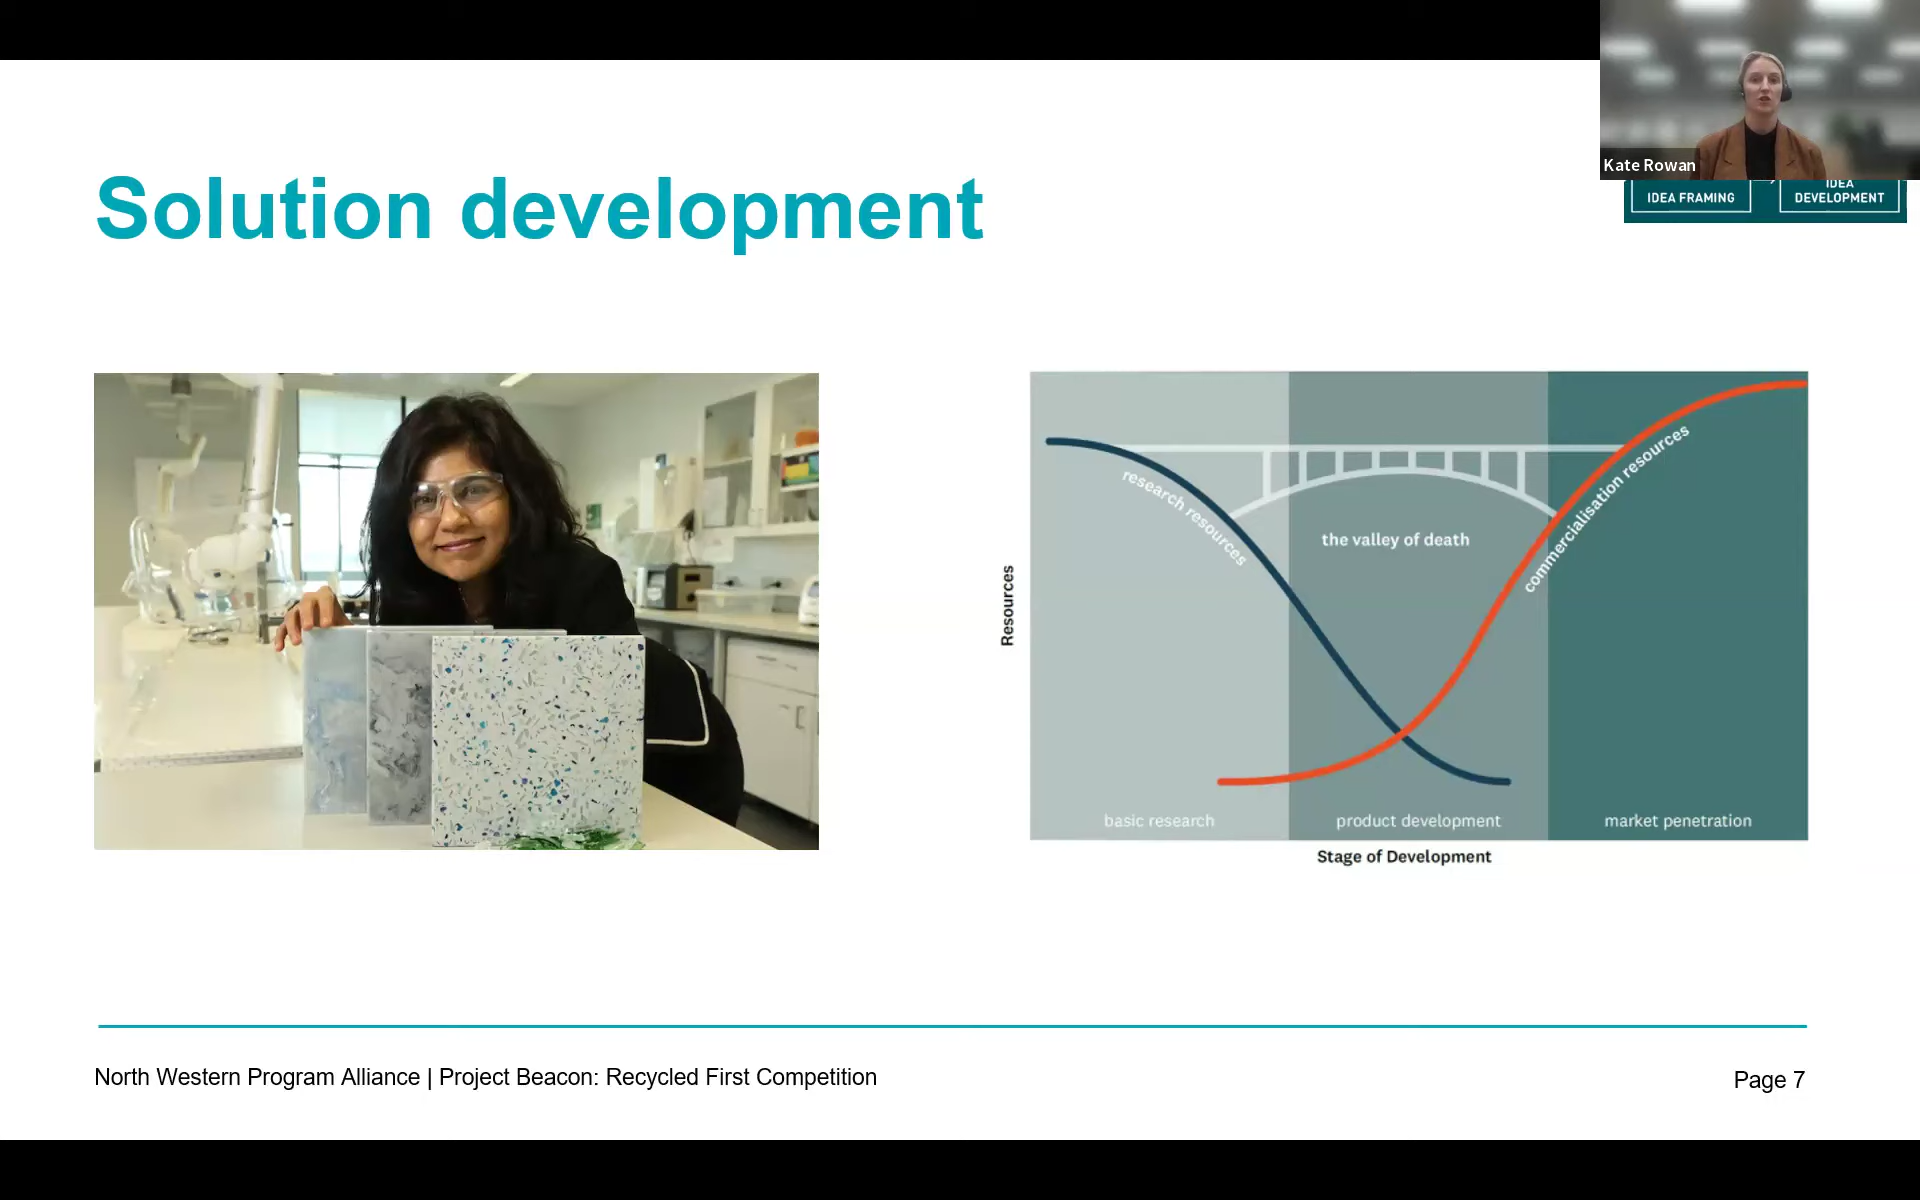 Kate Rowan
IDEA FRAMING
IDEA
DEVELOPMENT
Solution development
research resources
the valley of death
commercialisation resources
Resources
basic research
product development
market penetration
Stage of Development
North Western Program Alliance | Project Beacon: Recycled First Competition
Page 7